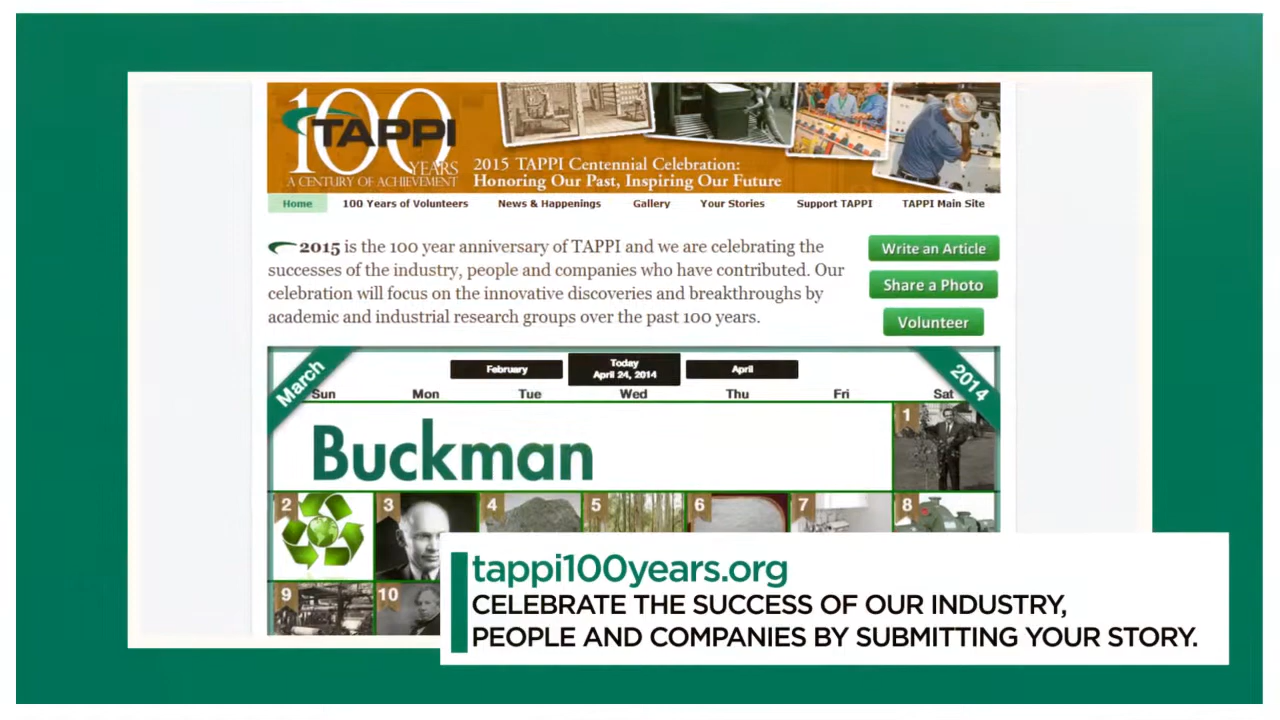 100
TAPPI
YEARS
A CENTURY OF ACHIEVEMENT
2015 TAPPI Centennial Celebration:
Honoring Our Past, Inspiring Our Future
Home 100 Years of Volunteers News & Happenings Gallery Your Stories Support TAPPI TAPPI Main Site
2015 is the 100 year anniversary of TAPPI and we are celebrating the
successes of the industry, people and companies who have contributed. Our
celebration will focus on the innovative discoveries and breakthroughs by
academic and industrial research groups over the past 100 years.
Write an Article
Share a Photo
Volunteer
March
February
Today
April 24, 2014
April
2014
Sun Mon Tue Wed Thu Fri Sat
Buckman
1
2 3 4 5 6 7 8
9 10
tappi100years.org
CELEBRATE THE SUCCESS OF OUR INDUSTRY,
PEOPLE AND COMPANIES BY SUBMITTING YOUR STORY.